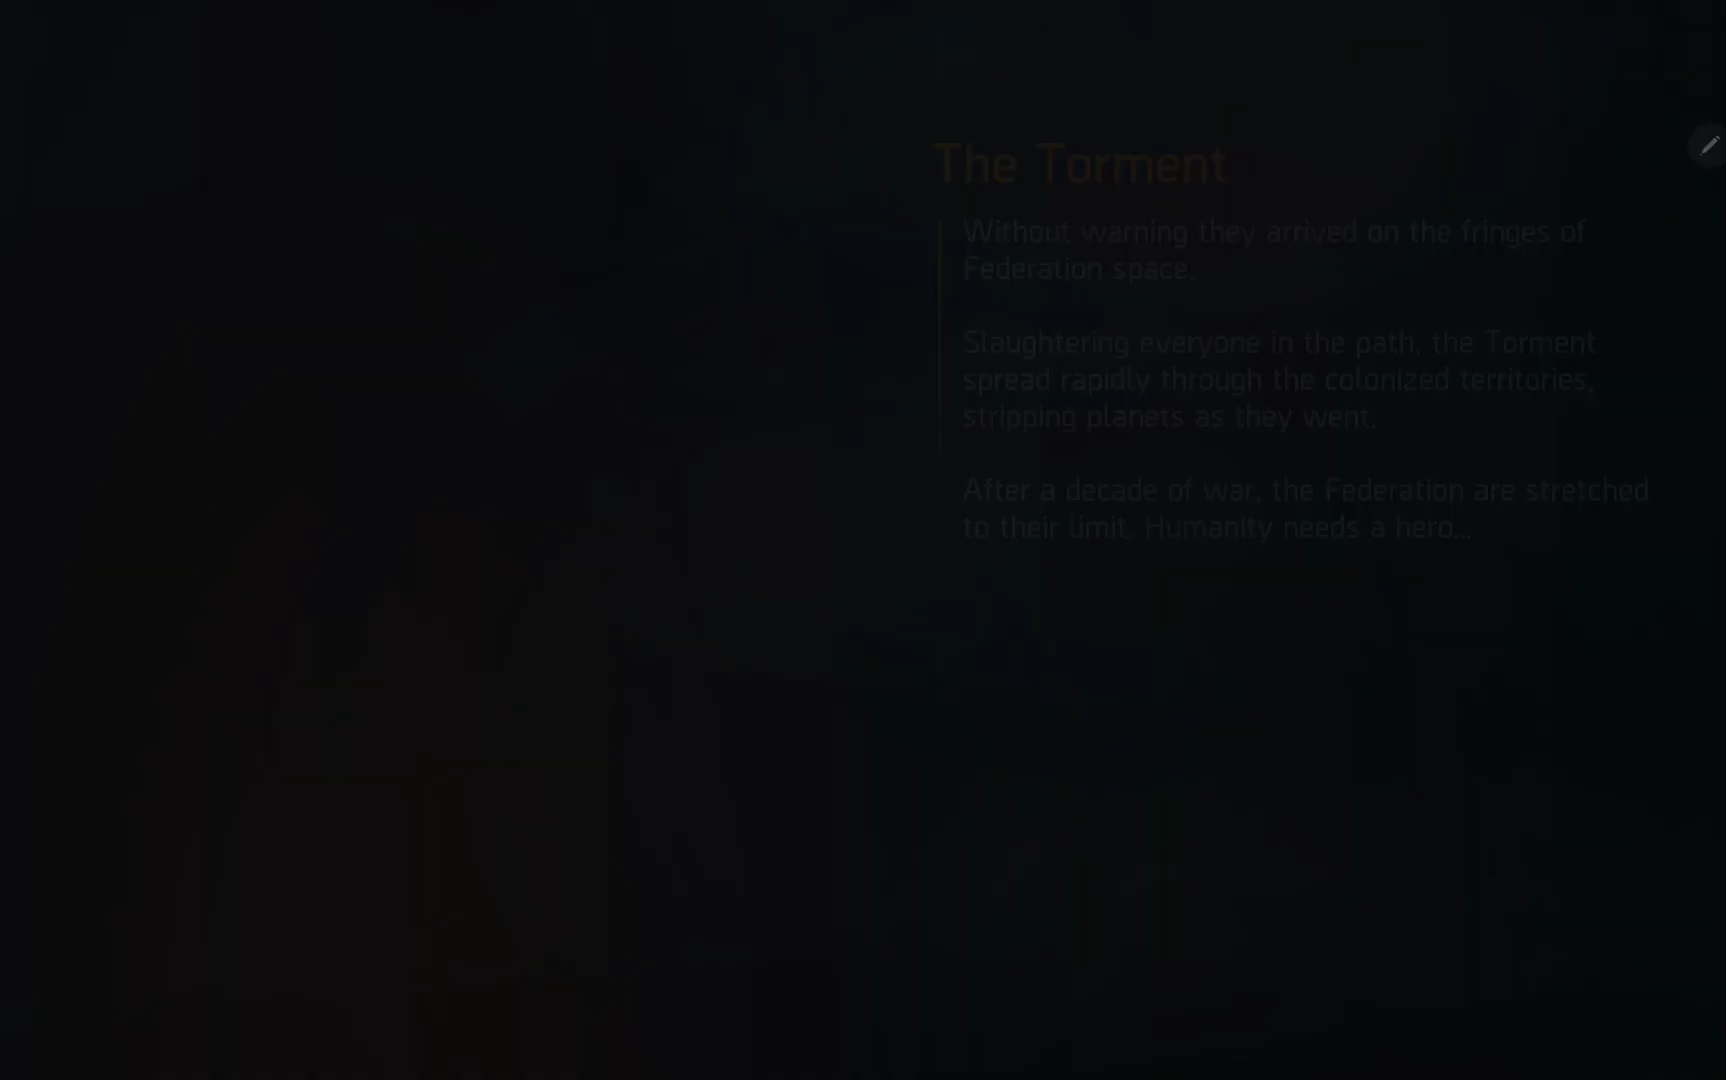 The Torment
Without warning they arrived on the fringes of
Federation space.
Slaughtering everyone in the path, the Torment
spread rapidly through the colonized territories,
stripping planets as they went.
After a decade of war, the Federation are stretched
to their limit. Humanity needs a hero...